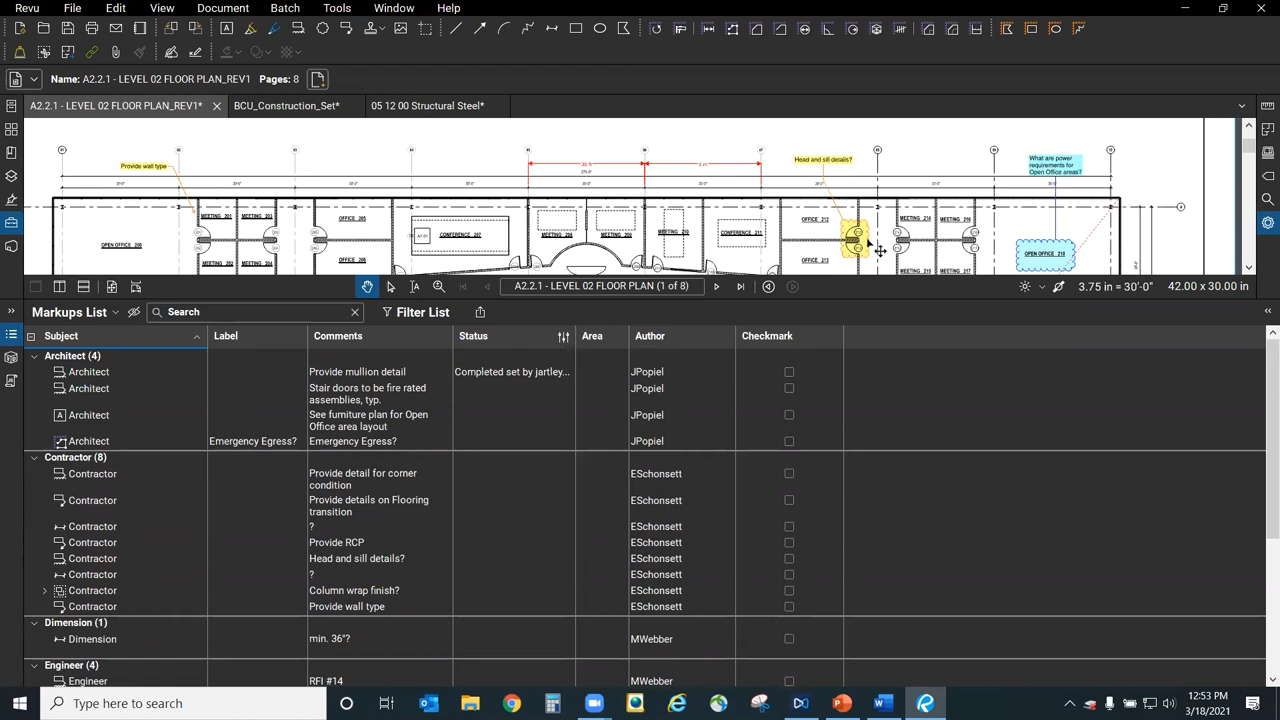 Revu File Edit View Document Batch Tools Window Help
Name: A2.2.1 - LEVEL 02 FLOOR PLAN_REV1 Pages: 8
A2.2.1 - LEVEL 02 FLOOR PLAN_REV1* BCU_Construction_Set* 05 12 00 Structural Steel*
Provide wall type
Head and sill details?
What are power
requirements for
Open Office areas?
MEETING 201 MEETING 203 OFFICE 205 OFFICE 212 MEETING 214 MEETING 216
OPEN OFFICE 200 A2.01 CONFERENCE 207 CONFERENCE 211 OPEN OFFICE 218
MEETING 202 MEETING 204 OFFICE 206 OFFICE 213 MEETING 215 MEETING 217
A2.2.1 - LEVEL 02 FLOOR PLAN (1 of 8) 3.75 in = 30'-0" 42.00 x 30.00 in
Markups List Search Filter List
Subject Label Comments Status Area Author Checkmark
Architect (4)
Architect Provide mullion detail Completed set by jartley... JPopiel
Architect Stair doors to be fire rated
assemblies, typ. JPopiel
Architect See furniture plan for Open
Office area layout JPopiel
Architect Emergency Egress? Emergency Egress? JPopiel
Contractor (8)
Contractor Provide detail for corner
condition ESchonsett
Contractor Provide details on Flooring
transition ESchonsett
Contractor ? ESchonsett
Contractor Provide RCP ESchonsett
Contractor Head and sill details? ESchonsett
Contractor ? ESchonsett
Contractor Column wrap finish? ESchonsett
Contractor Provide wall type ESchonsett
Dimension (1)
Dimension min. 36"? MWebber
Engineer (4)
Engineer RFI #14
Type here to search
12:53 PM
3/18/2021